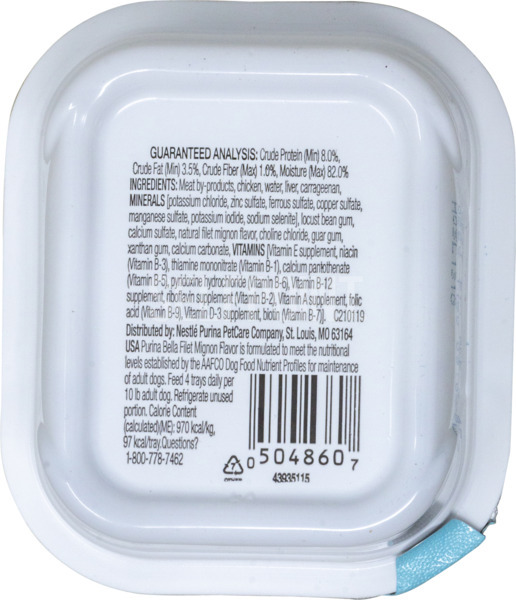 GUARANTEED ANALYSIS: Crude Protein (Min) 8.0%,
Crude Fat (Min) 3.5%, Crude Fiber (Max) 1.6%, Moisture (Max) 82.0%
INGREDIENTS: Meat by-products, chicken, water, liver, carrageenan,
MINERALS [potassium chloride, zinc sulfate, ferrous sulfate, copper sulfate,
manganese sulfate, potassium iodide, sodium selenite], locust bean gum,
calcium sulfate, natural filet mignon flavor, choline chloride, guar gum,
xanthan gum, calcium carbonate, VITAMINS [Vitamin E supplement, niacin
(Vitamin B-3), thiamine mononitrate (Vitamin B-1), calcium pantothenate
(Vitamin B-5), pyridoxine hydrochloride (Vitamin B-6), Vitamin B-12
supplement, riboflavin supplement (Vitamin B-2), Vitamin A supplement, folic
acid (Vitamin B-9), Vitamin D-3 supplement, biotin (Vitamin B-7)]. C210119
Distributed by: Nestlé Purina PetCare Company, St. Louis, MO 63164
USA Purina Bella Filet Mignon Flavor is formulated to meet the nutritional
levels established by the AAFCO Dog Food Nutrient Profiles for maintenance
of adult dogs. Feed 4 trays daily per
10 lb adult dog. Refrigerate unused
portion. Calorie Content
(calculated)(ME): 970 kcal/kg,
97 kcal/tray.Questions?
1-800-778-7462
7
0 504860 7
43935115